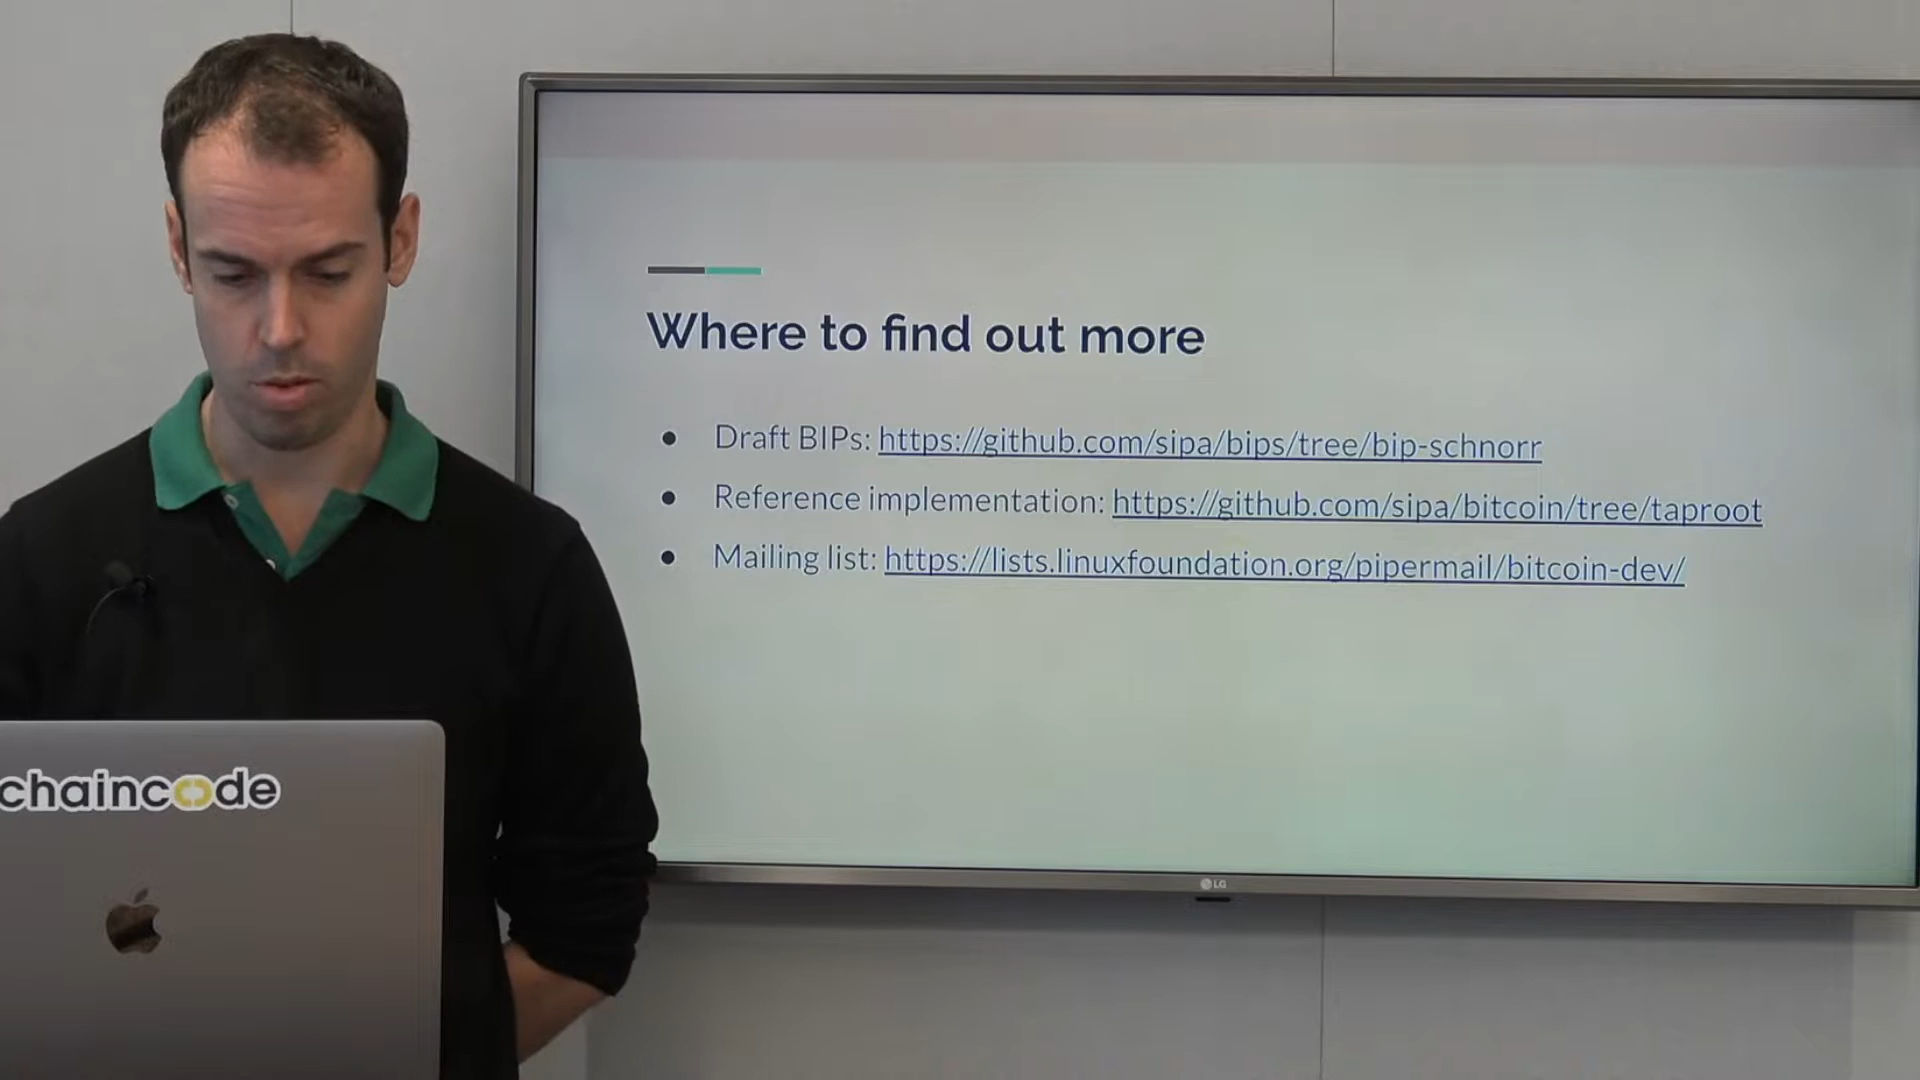 Where to find out more
● Draft BIPs: https://github.com/sipa/bips/tree/bip-schnorr
● Reference implementation: https://github.com/sipa/bitcoin/tree/taproot
● Mailing list: https://lists.linuxfoundation.org/pipermail/bitcoin-dev/
chaincode
LG